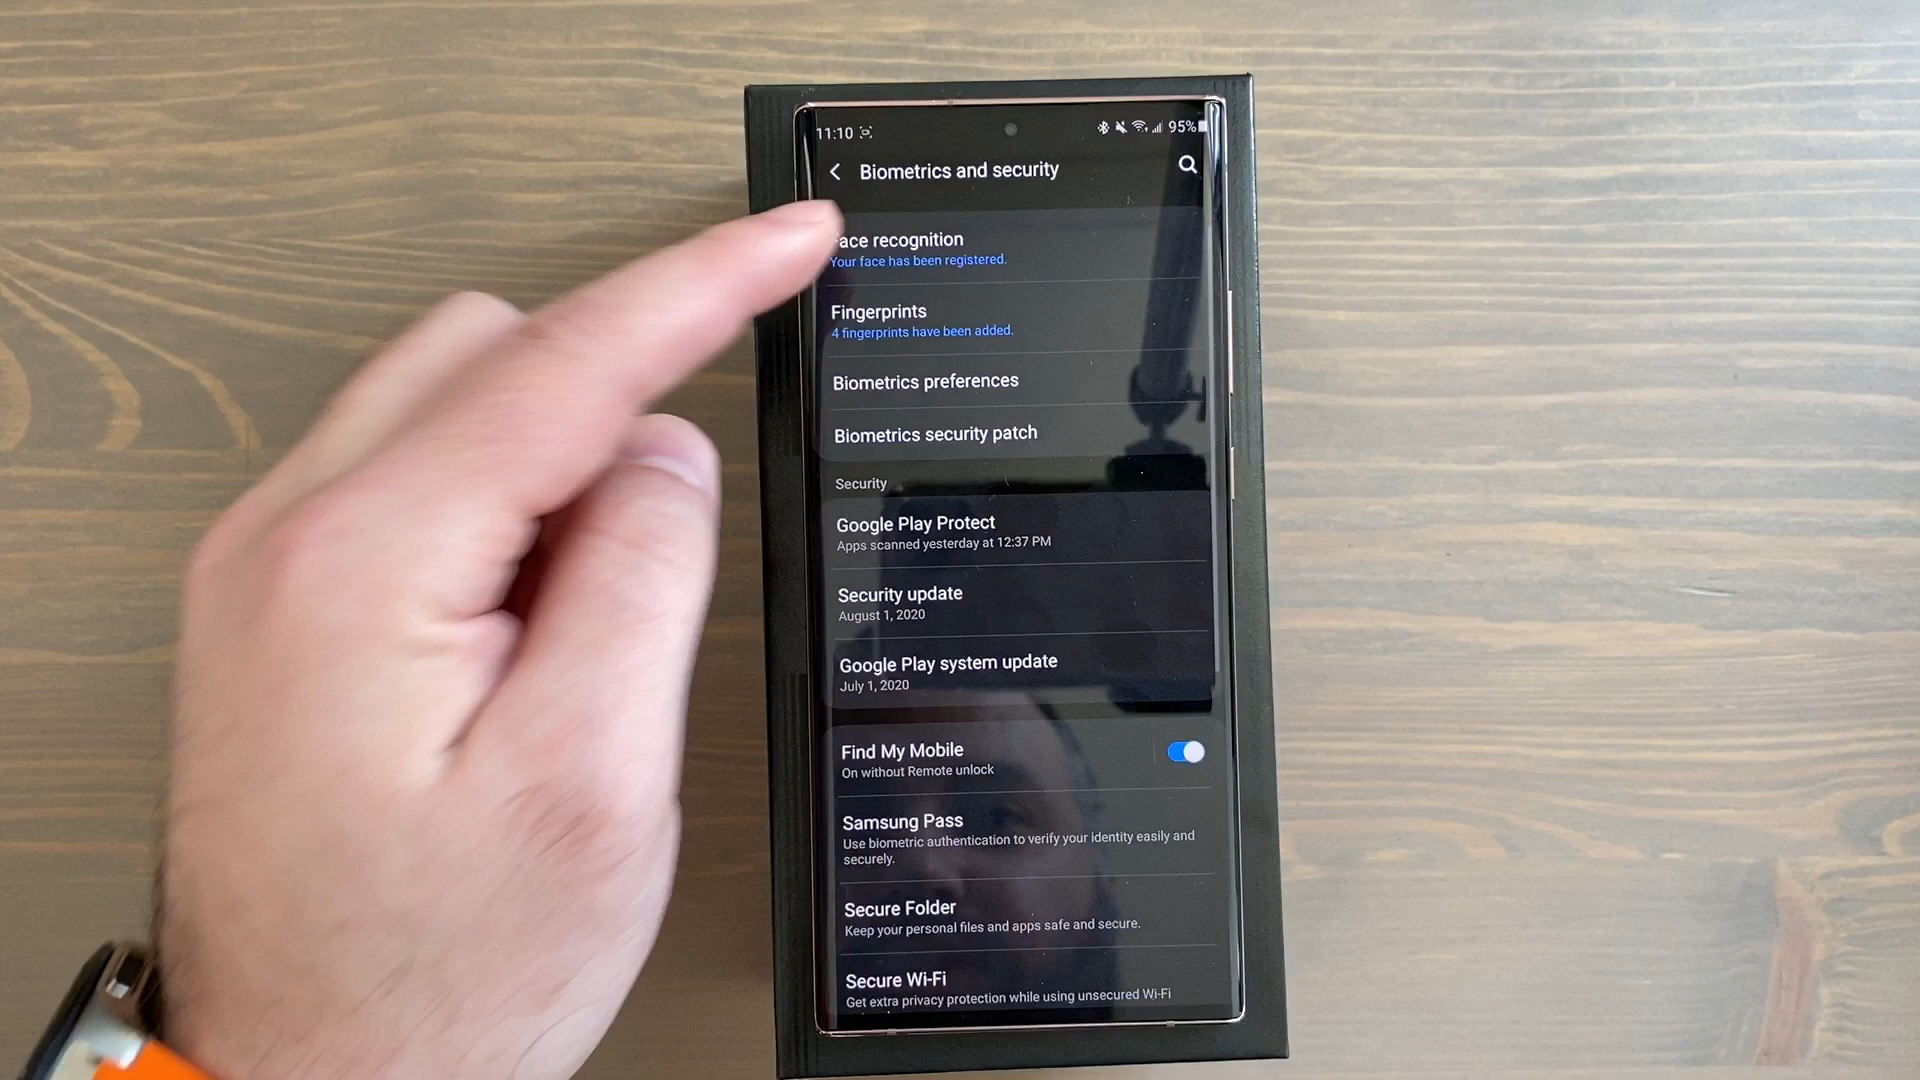 11:10
95%
Biometrics and security
Face recognition
Your face has been registered.
Fingerprints
4 fingerprints have been added.
Biometrics preferences
Biometrics security patch
Security
Google Play Protect
Apps scanned yesterday at 12:37 PM
Security update
August 1, 2020
Google Play system update
July 1, 2020
Find My Mobile
On without Remote unlock
Samsung Pass
Use biometric authentication to verify your identity easily and
securely.
Secure Folder
Keep your personal files and apps safe and secure.
Secure Wi-Fi
Get extra privacy protection while using unsecured Wi-Fi